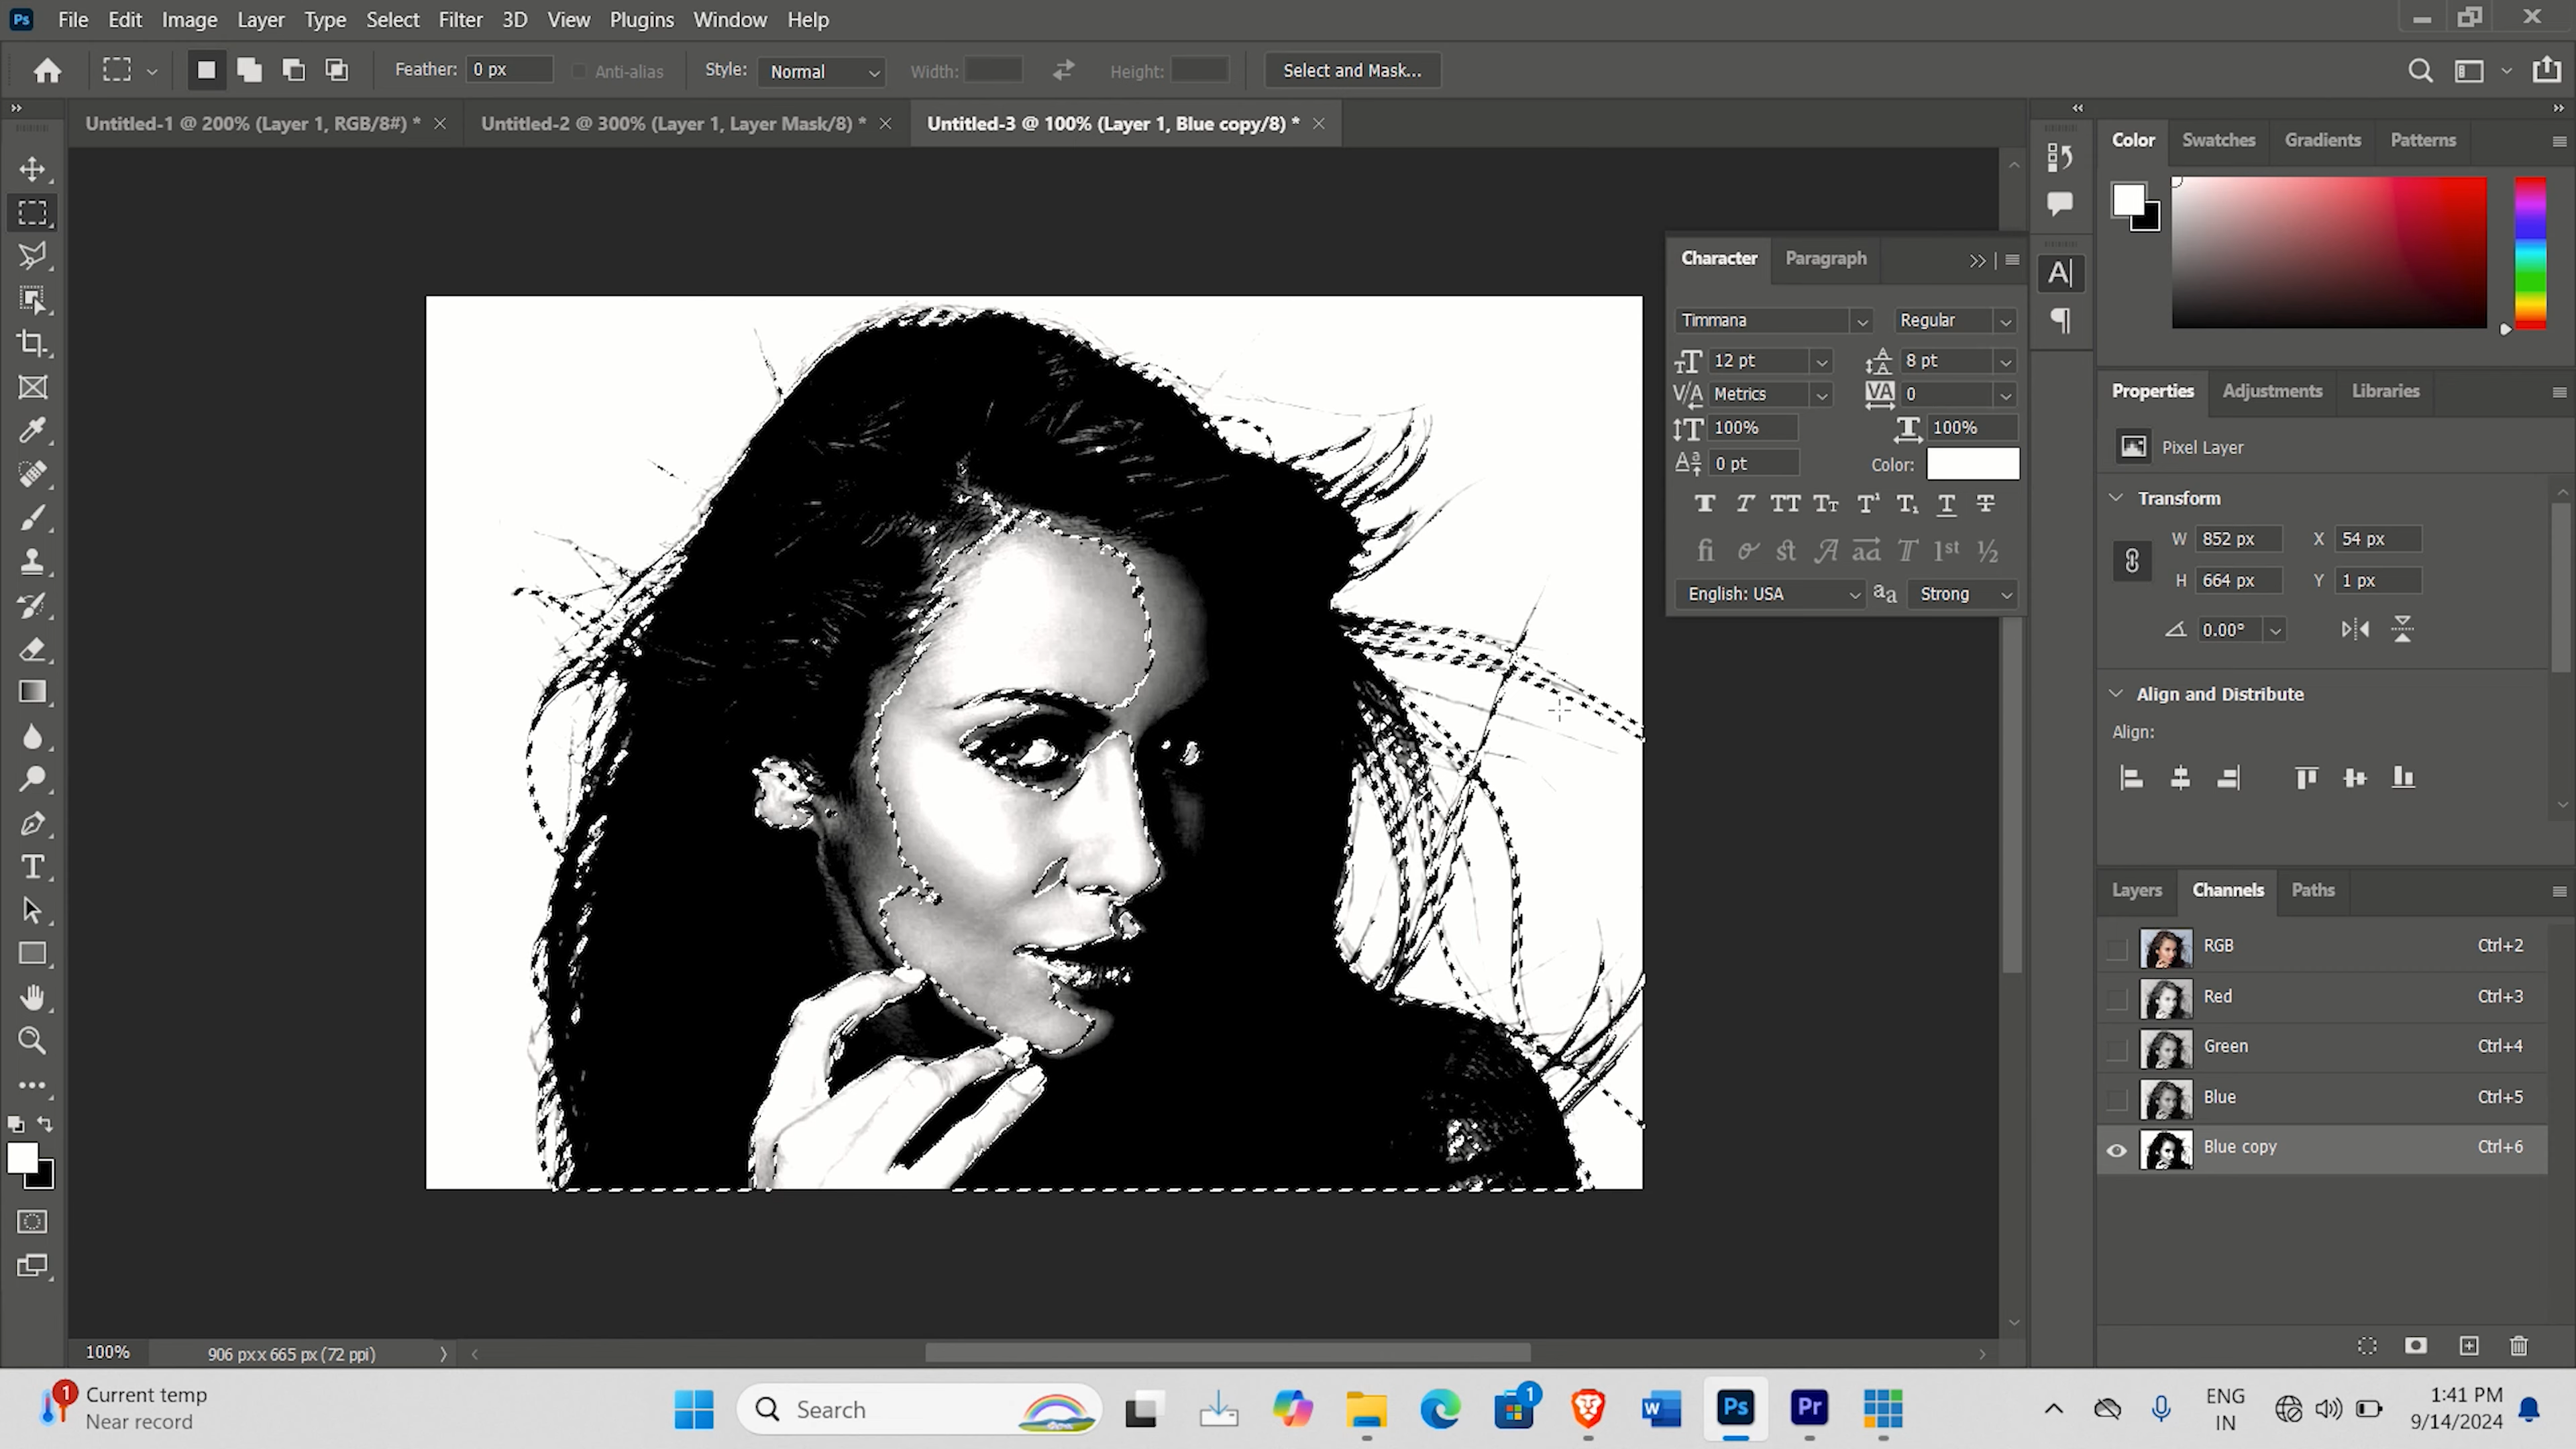 Ps File Edit Image Layer Type Select Filter 3D View Plugins Window Help
Feather: 0 px Anti-alias Style: Normal Width: Height: Select and Mask...
Untitled-1 @ 200% (Layer 1, RGB/8#) * Untitled-2 @ 300% (Layer 1, Layer Mask/8) * Untitled-3 @ 100% (Layer 1, Blue copy/8) *
Color Swatches Gradients Patterns
Character Paragraph
Timmana Regular
12 pt 8 pt
Metrics 0
100% 100%
0 pt Color:
English: USA Strong
Properties Adjustments Libraries
Pixel Layer
Transform
W 852 px X 54 px
H 664 px Y 1 px
0.00°
Align and Distribute
Align:
Layers Channels Paths
RGB Ctrl+2
Red Ctrl+3
Green Ctrl+4
Blue Ctrl+5
Blue copy Ctrl+6
100% 906 px x 665 px (72 ppi)
1 Current temp
Near record
Search
1
W Ps Pr
ENG
IN
1:41 PM
9/14/2024